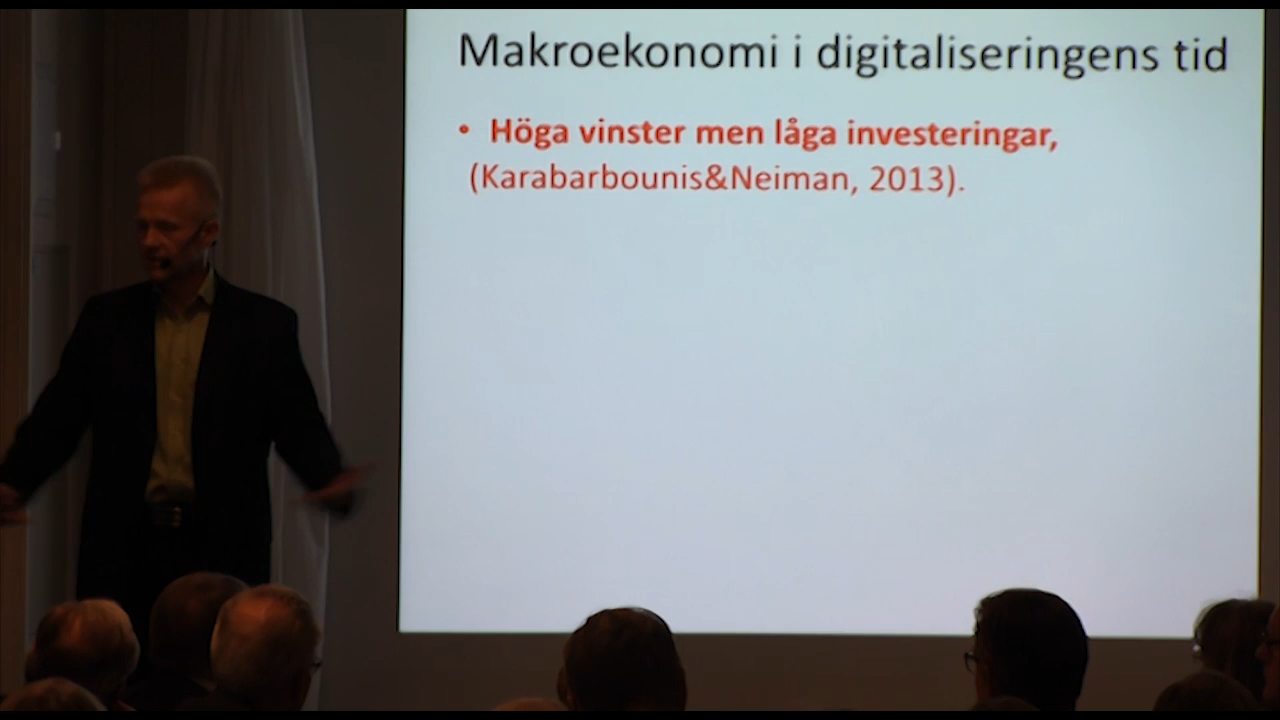 Makroekonomi i digitaliseringens tid
• Höga vinster men låga investeringar,
(Karabarbounis&Neiman, 2013).